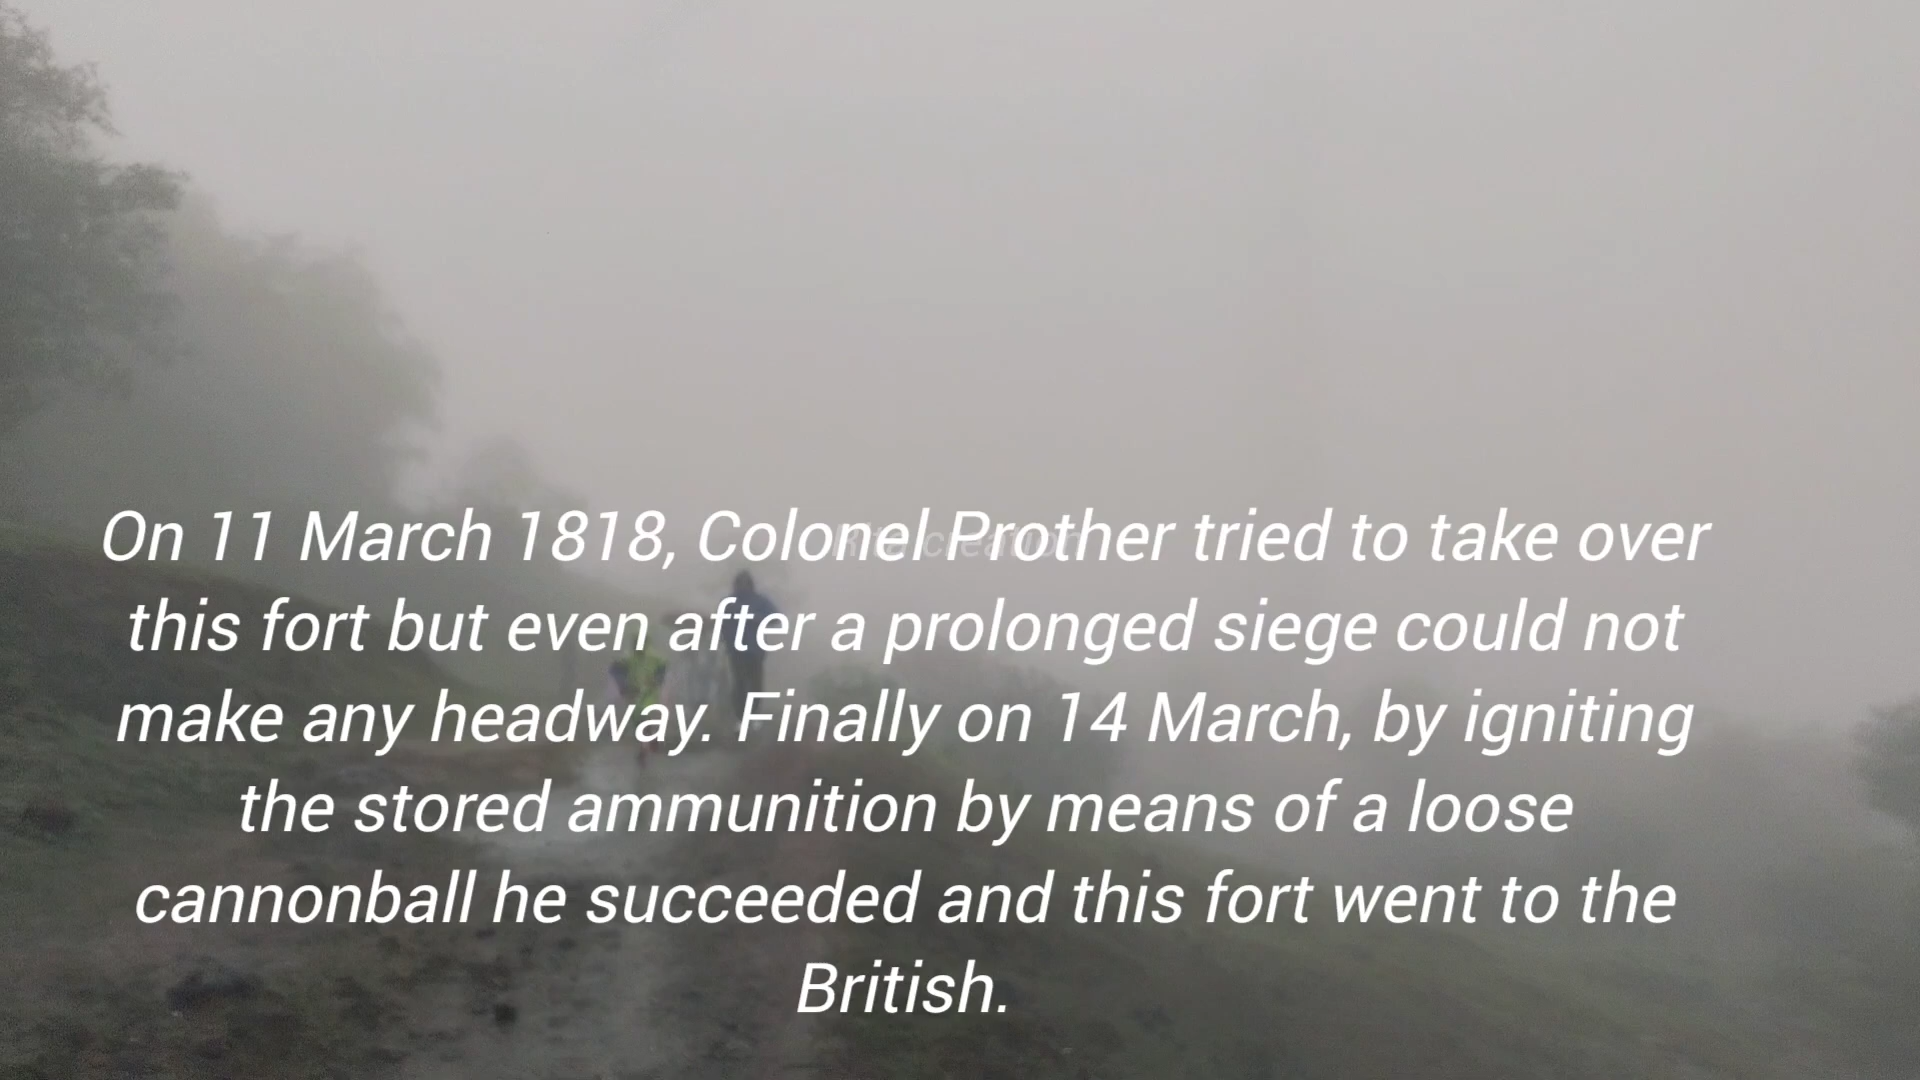 On 11 March 1818, Colonel Prother tried to take over
this fort but even after a prolonged siege could not
make any headway. Finally on 14 March, by igniting
the stored ammunition by means of a loose
cannonball he succeeded and this fort went to the
British.
creation